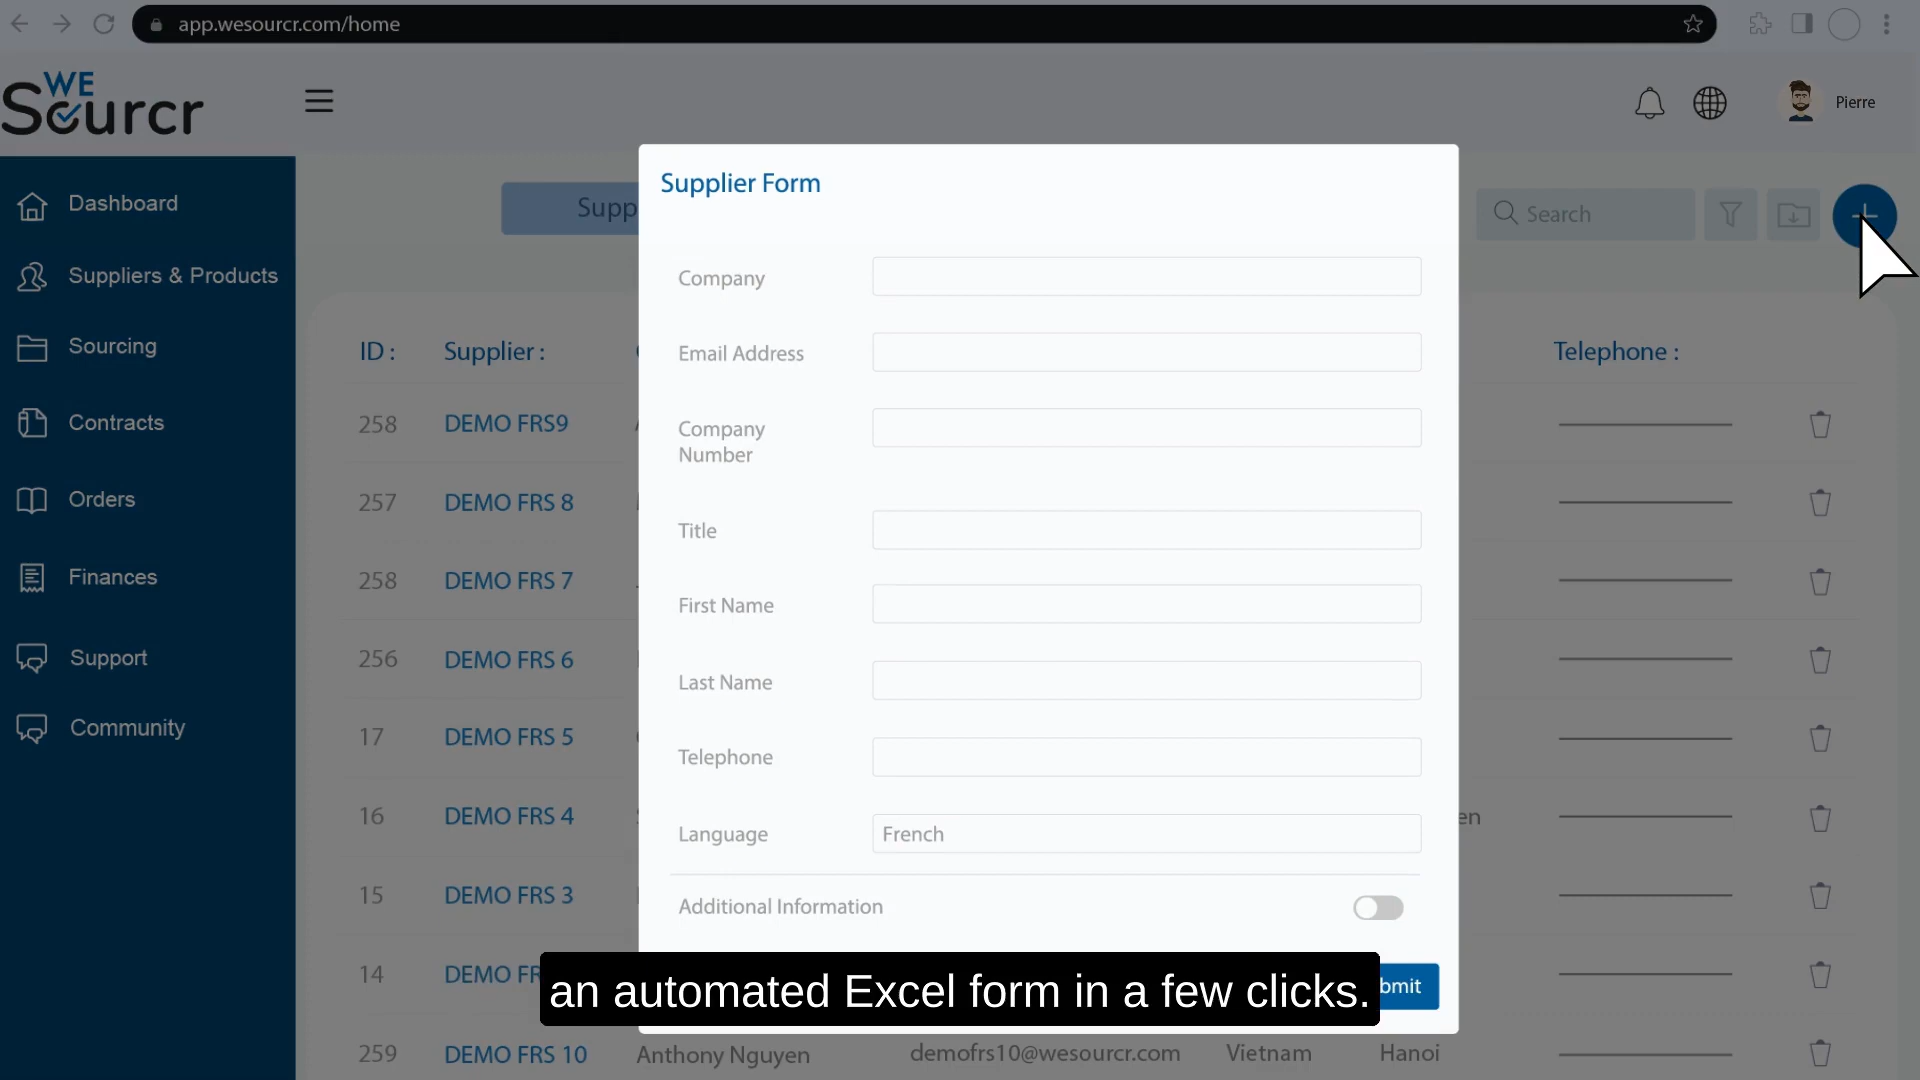 app.wesourcr.com/home
WE
Sourcr
Pierre
Dashboard
Suppliers & Products
Sourcing
Contracts
Orders
Finances
Support
Community
Supp
Search
Supplier Form
Company
Email Address
Company
Number
Title
First Name
Last Name
Telephone
Language French
Additional Information
bmit
ID : Supplier : Telephone :
258 DEMO FRS9
257 DEMO FRS 8
258 DEMO FRS 7
256 DEMO FRS 6
17 DEMO FRS 5
16 DEMO FRS 4 en
15 DEMO FRS 3
14 DEMO FR
259 DEMO FRS 10 Anthony Nguyen demofrs10@wesourcr.com Vietnam Hanoi
an automated Excel form in a few clicks.